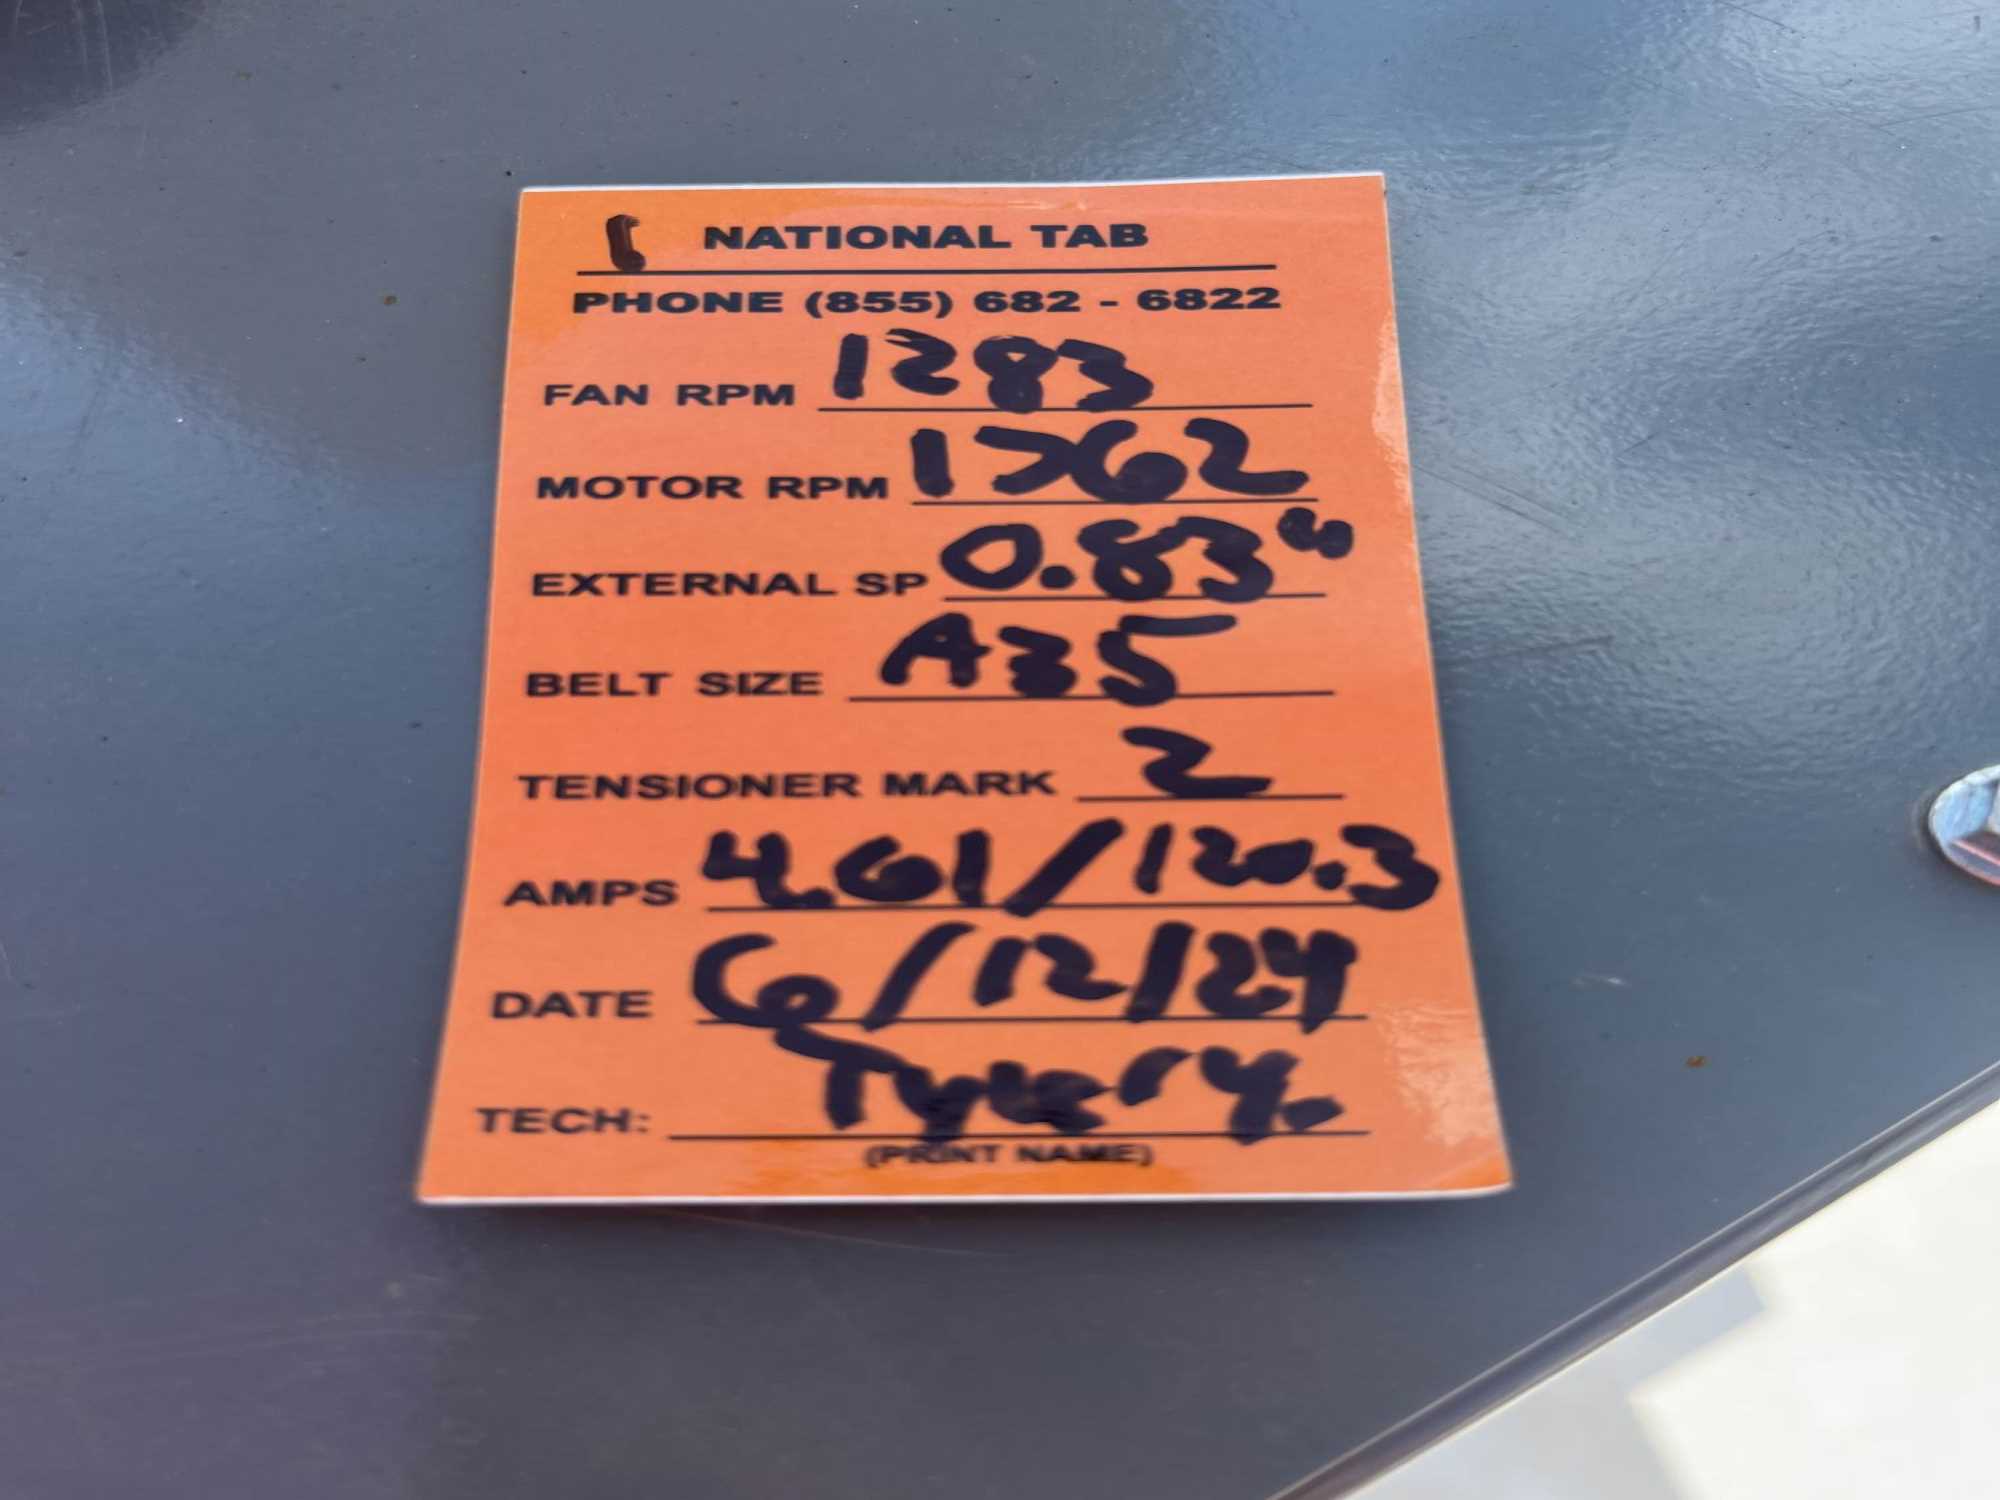 NATIONAL TAB
PHONE (855) 682 - 6822
FAN RPM 1283
MOTOR RPM 1762
EXTERNAL SP 0.83"
BELT SIZE A35
TENSIONER MARK 2
AMPS 4.61/120.3
DATE 6/12/24
TECH: Tyler Y.
(PRINT NAME)